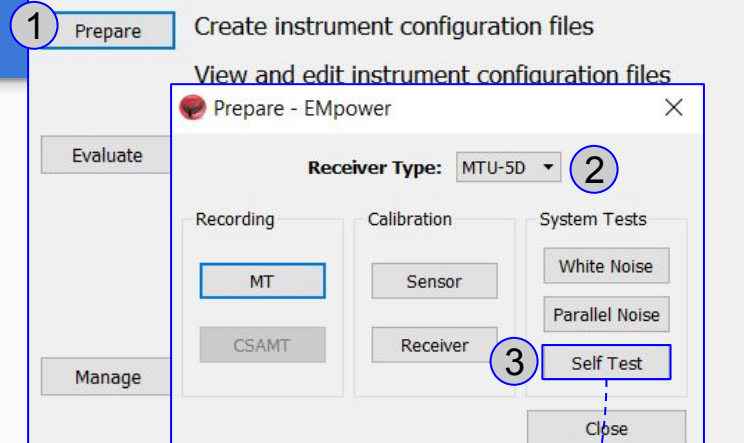 1 Prepare Create instrument configuration files
View and edit instrument configuration files
Prepare - EMpower
Evaluate
Receiver Type: MTU-5D 2
Recording Calibration System Tests
MT Sensor White Noise
Parallel Noise
CSAMT Receiver 3 Self Test
Manage
Close